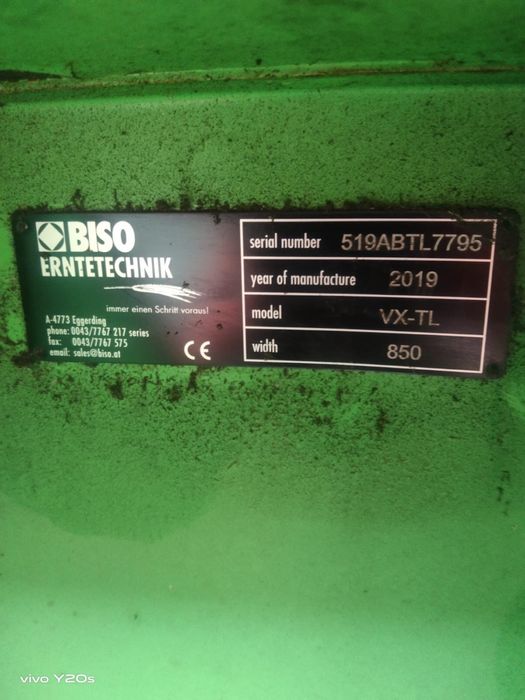 BISO
ERNTETECHNIK
immer einen Schritt voraus!
A-4773 Eggerding
phone: 0043/7767 217 series
fax: 0043/7767 575
email: sales@biso.at
CE
serial number 519ABTL7795
year of manufacture 2019
model VX-TL
width 850
vivo Y20s